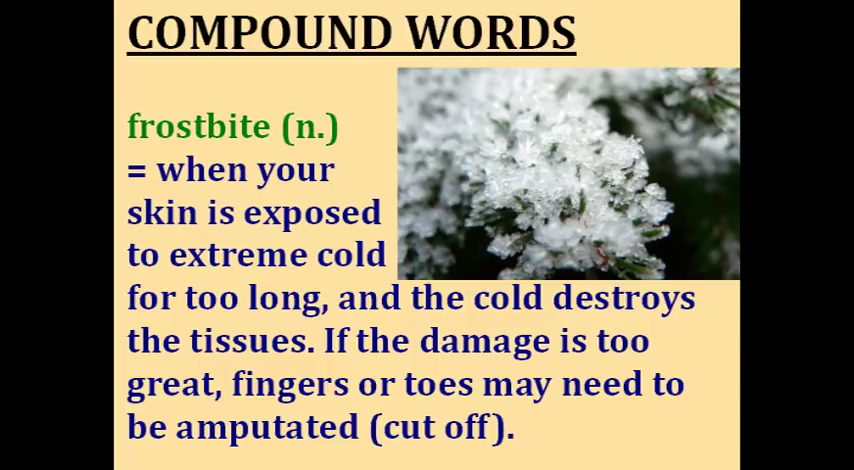 COMPOUND WORDS
frostbite (n.)
= when your
skin is exposed
to extreme cold
for too long, and the cold destroys
the tissues. If the damage is too
great, fingers or toes may need to
be amputated (cut off).